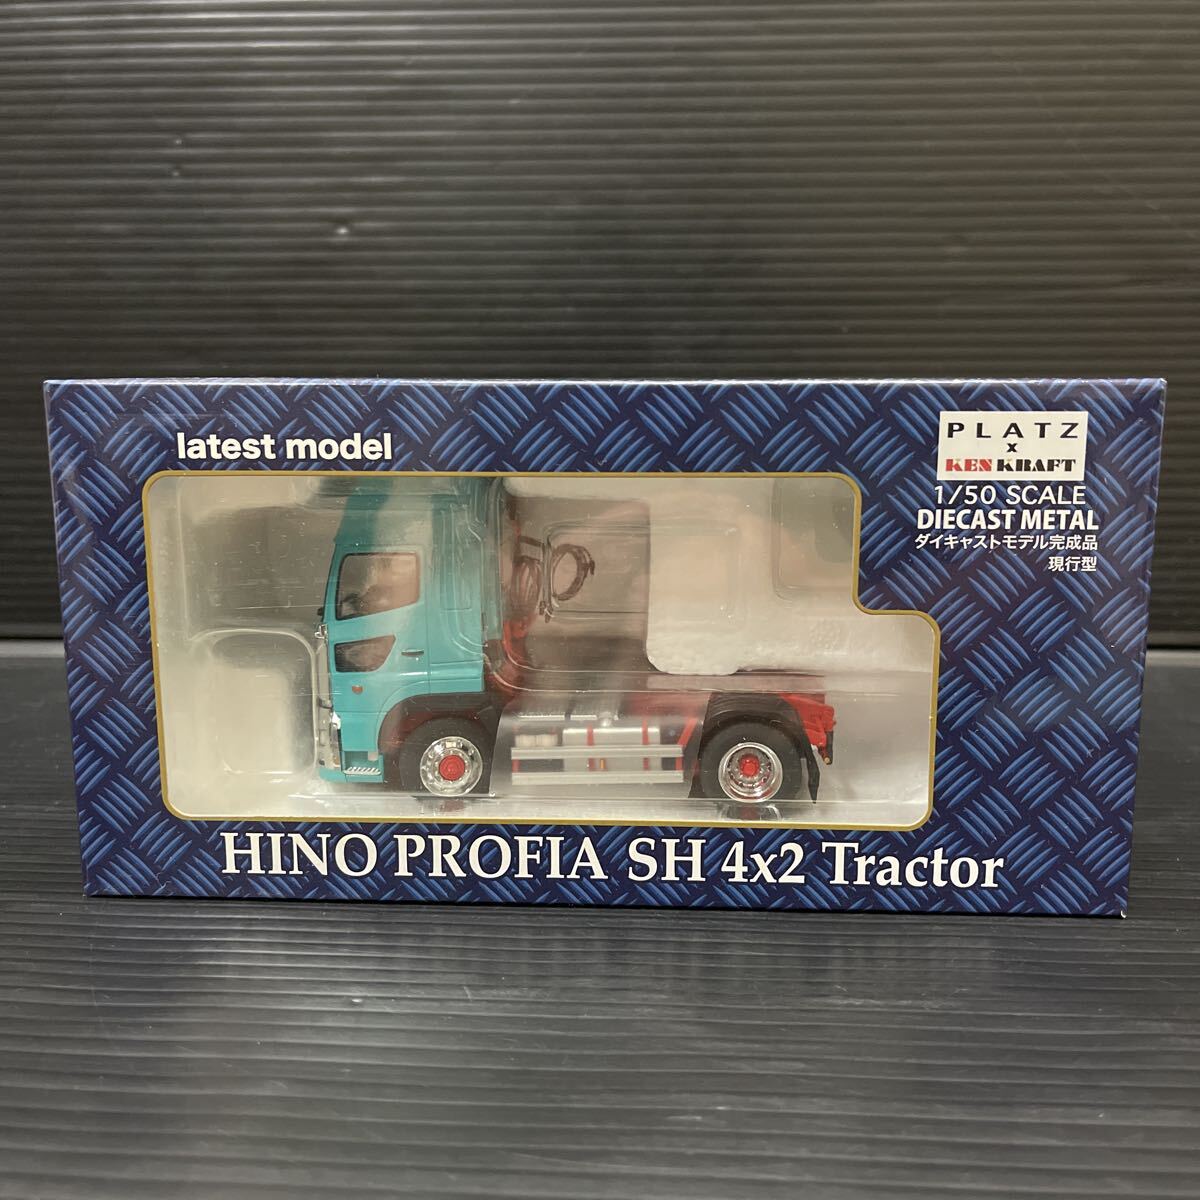 latest model
PLATZ
x
KEN KRAFT
1/50 SCALE
DIECAST METAL
ダイキャストモデル完成品
現行型
HINO PROFIA SH 4x2 Tractor